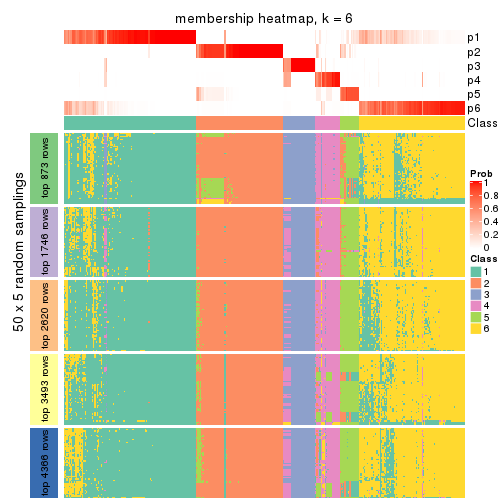 membership heatmap, k = 6
p1
p2
p3
p4
p5
p6
Class
50 x 5 random samplings
top 873 rows
top 1746 rows
top 2620 rows
top 3493 rows
top 4366 rows
Prob
1
0.8
0.6
0.4
0.2
0
Class
1
2
3
4
5
6